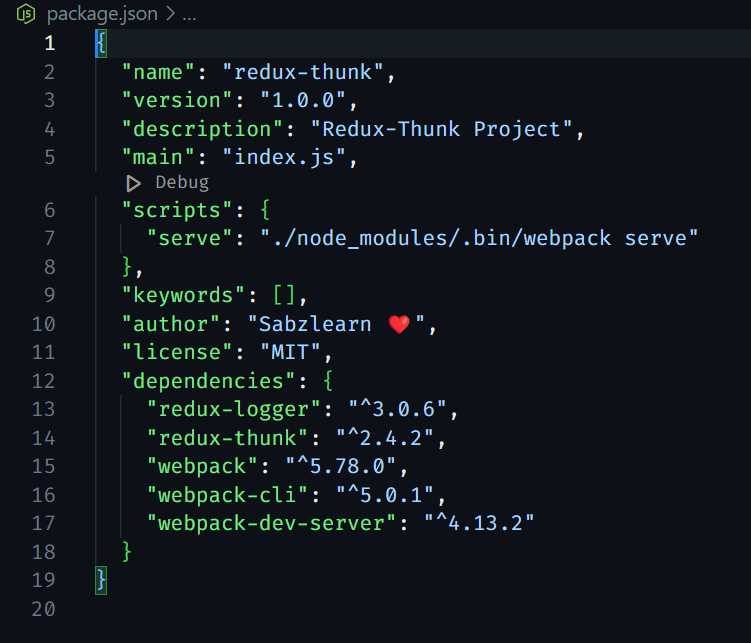 package.json > ...
1 {
2 "name": "redux-thunk",
3 "version": "1.0.0",
4 "description": "Redux-Thunk Project",
5 "main": "index.js",
Debug
6 "scripts": {
7 "serve": "./node_modules/.bin/webpack serve"
8 },
9 "keywords": [],
10 "author": "Sabzlearn ❤️",
11 "license": "MIT",
12 "dependencies": {
13 "redux-logger": "^3.0.6",
14 "redux-thunk": "^2.4.2",
15 "webpack": "^5.78.0",
16 "webpack-cli": "^5.0.1",
17 "webpack-dev-server": "^4.13.2"
18 }
19 }
20